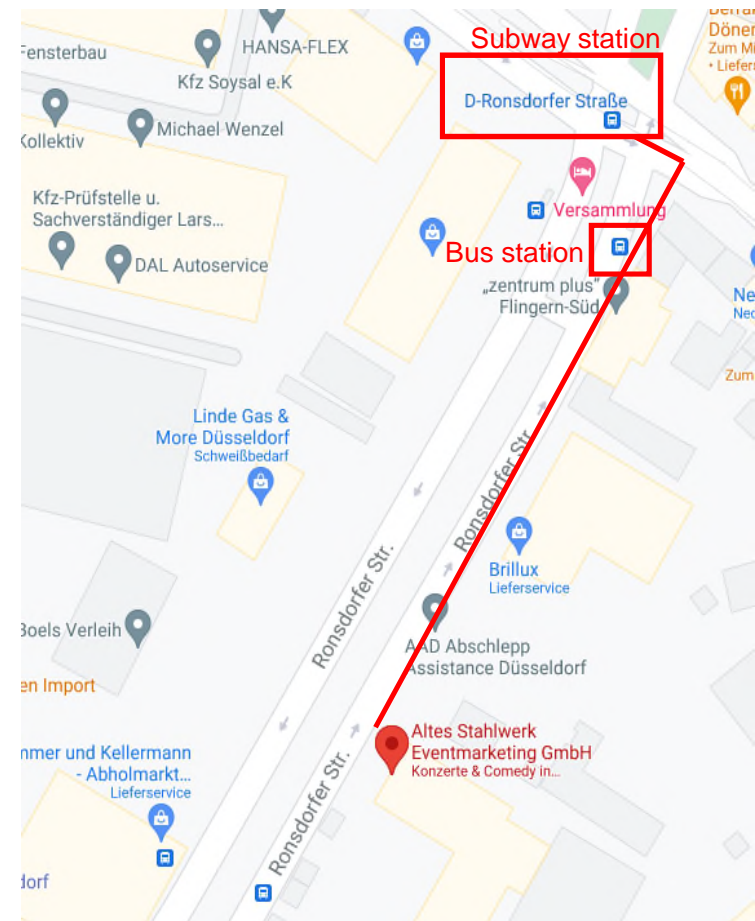 Fensterbau
HANSA-FLEX
Subway station
Döner
Zum Mi
• Liefers
Kfz Soysal e.K
D-Ronsdorfer Straße
Kollektiv
Michael Wenzel
Kfz-Prüfstelle u.
Sachverständiger Lars...
Versammlung
DAL Autoservice
Bus station
„zentrum plus“
Flingern-Süd
Ne
Nec
Zum
Linde Gas &
More Düsseldorf
Schweißbedarf
Ronsdorfer Str.
Brillux
Lieferservice
Ronsdorfer Str.
Boels Verleih
AAD Abschlepp
Assistance Düsseldorf
en Import
Altes Stahlwerk
Eventmarketing GmbH
Konzerte & Comedy in...
mmer und Kellermann
- Abholmarkt...
Lieferservice
Ronsdorfer Str.
dorf